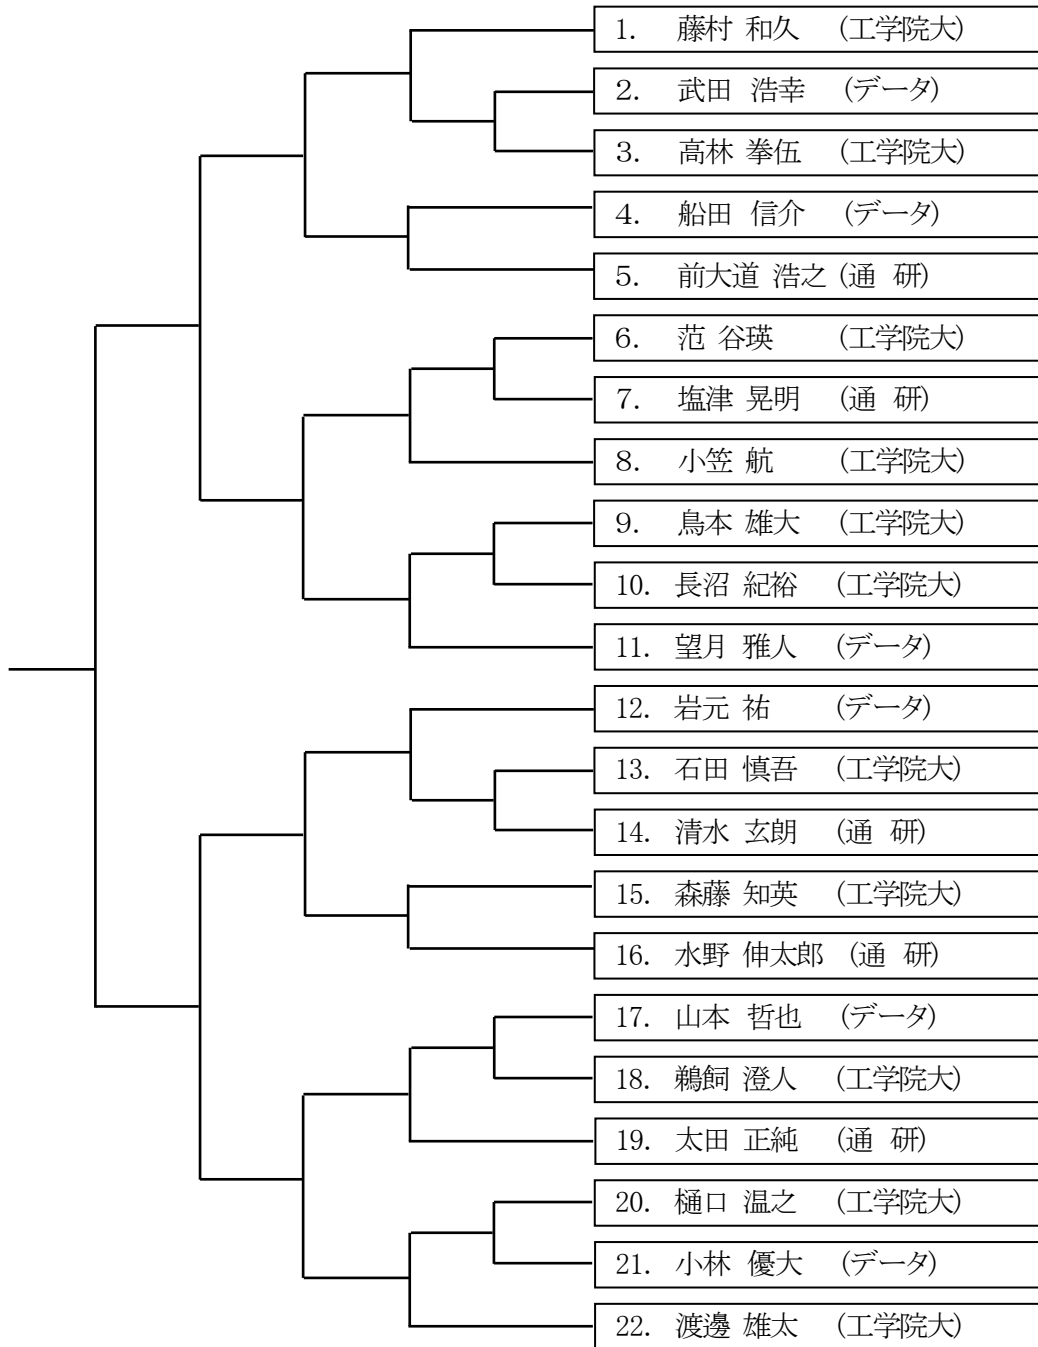 1. 藤村 和久 (工学院大)
2. 武田 浩幸 (データ)
3. 高林 拳伍 (工学院大)
4. 船田 信介 (データ)
5. 前大道 浩之 (通 研)
6. 范 谷瑛 (工学院大)
7. 塩津 晃明 (通 研)
8. 小笠 航 (工学院大)
9. 鳥本 雄大 (工学院大)
10. 長沼 紀裕 (工学院大)
11. 望月 雅人 (データ)
12. 岩元 祐 (データ)
13. 石田 慎吾 (工学院大)
14. 清水 玄朗 (通 研)
15. 森藤 知英 (工学院大)
16. 水野 伸太郎 (通 研)
17. 山本 哲也 (データ)
18. 鵜飼 澄人 (工学院大)
19. 太田 正純 (通 研)
20. 樋口 温之 (工学院大)
21. 小林 優大 (データ)
22. 渡邊 雄太 (工学院大)